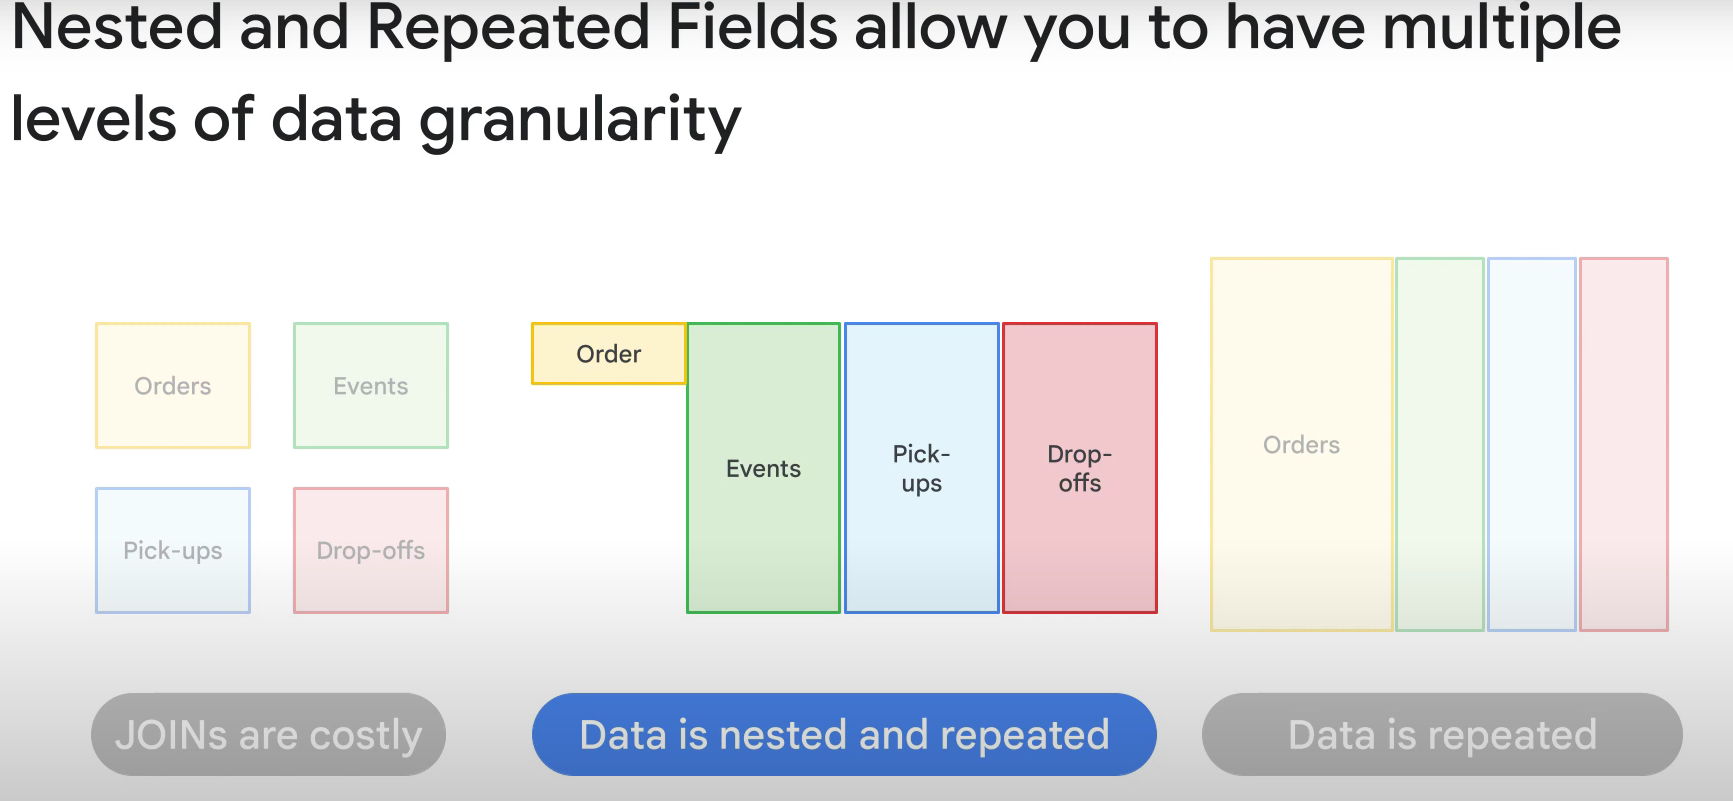 Nested and Repeated Fields allow you to have multiple
levels of data granularity
Orders
Events
Pick-ups
Drop-offs
JOINs are costly
Order
Events
Pick-
ups
Drop-
offs
Data is nested and repeated
Orders
Data is repeated